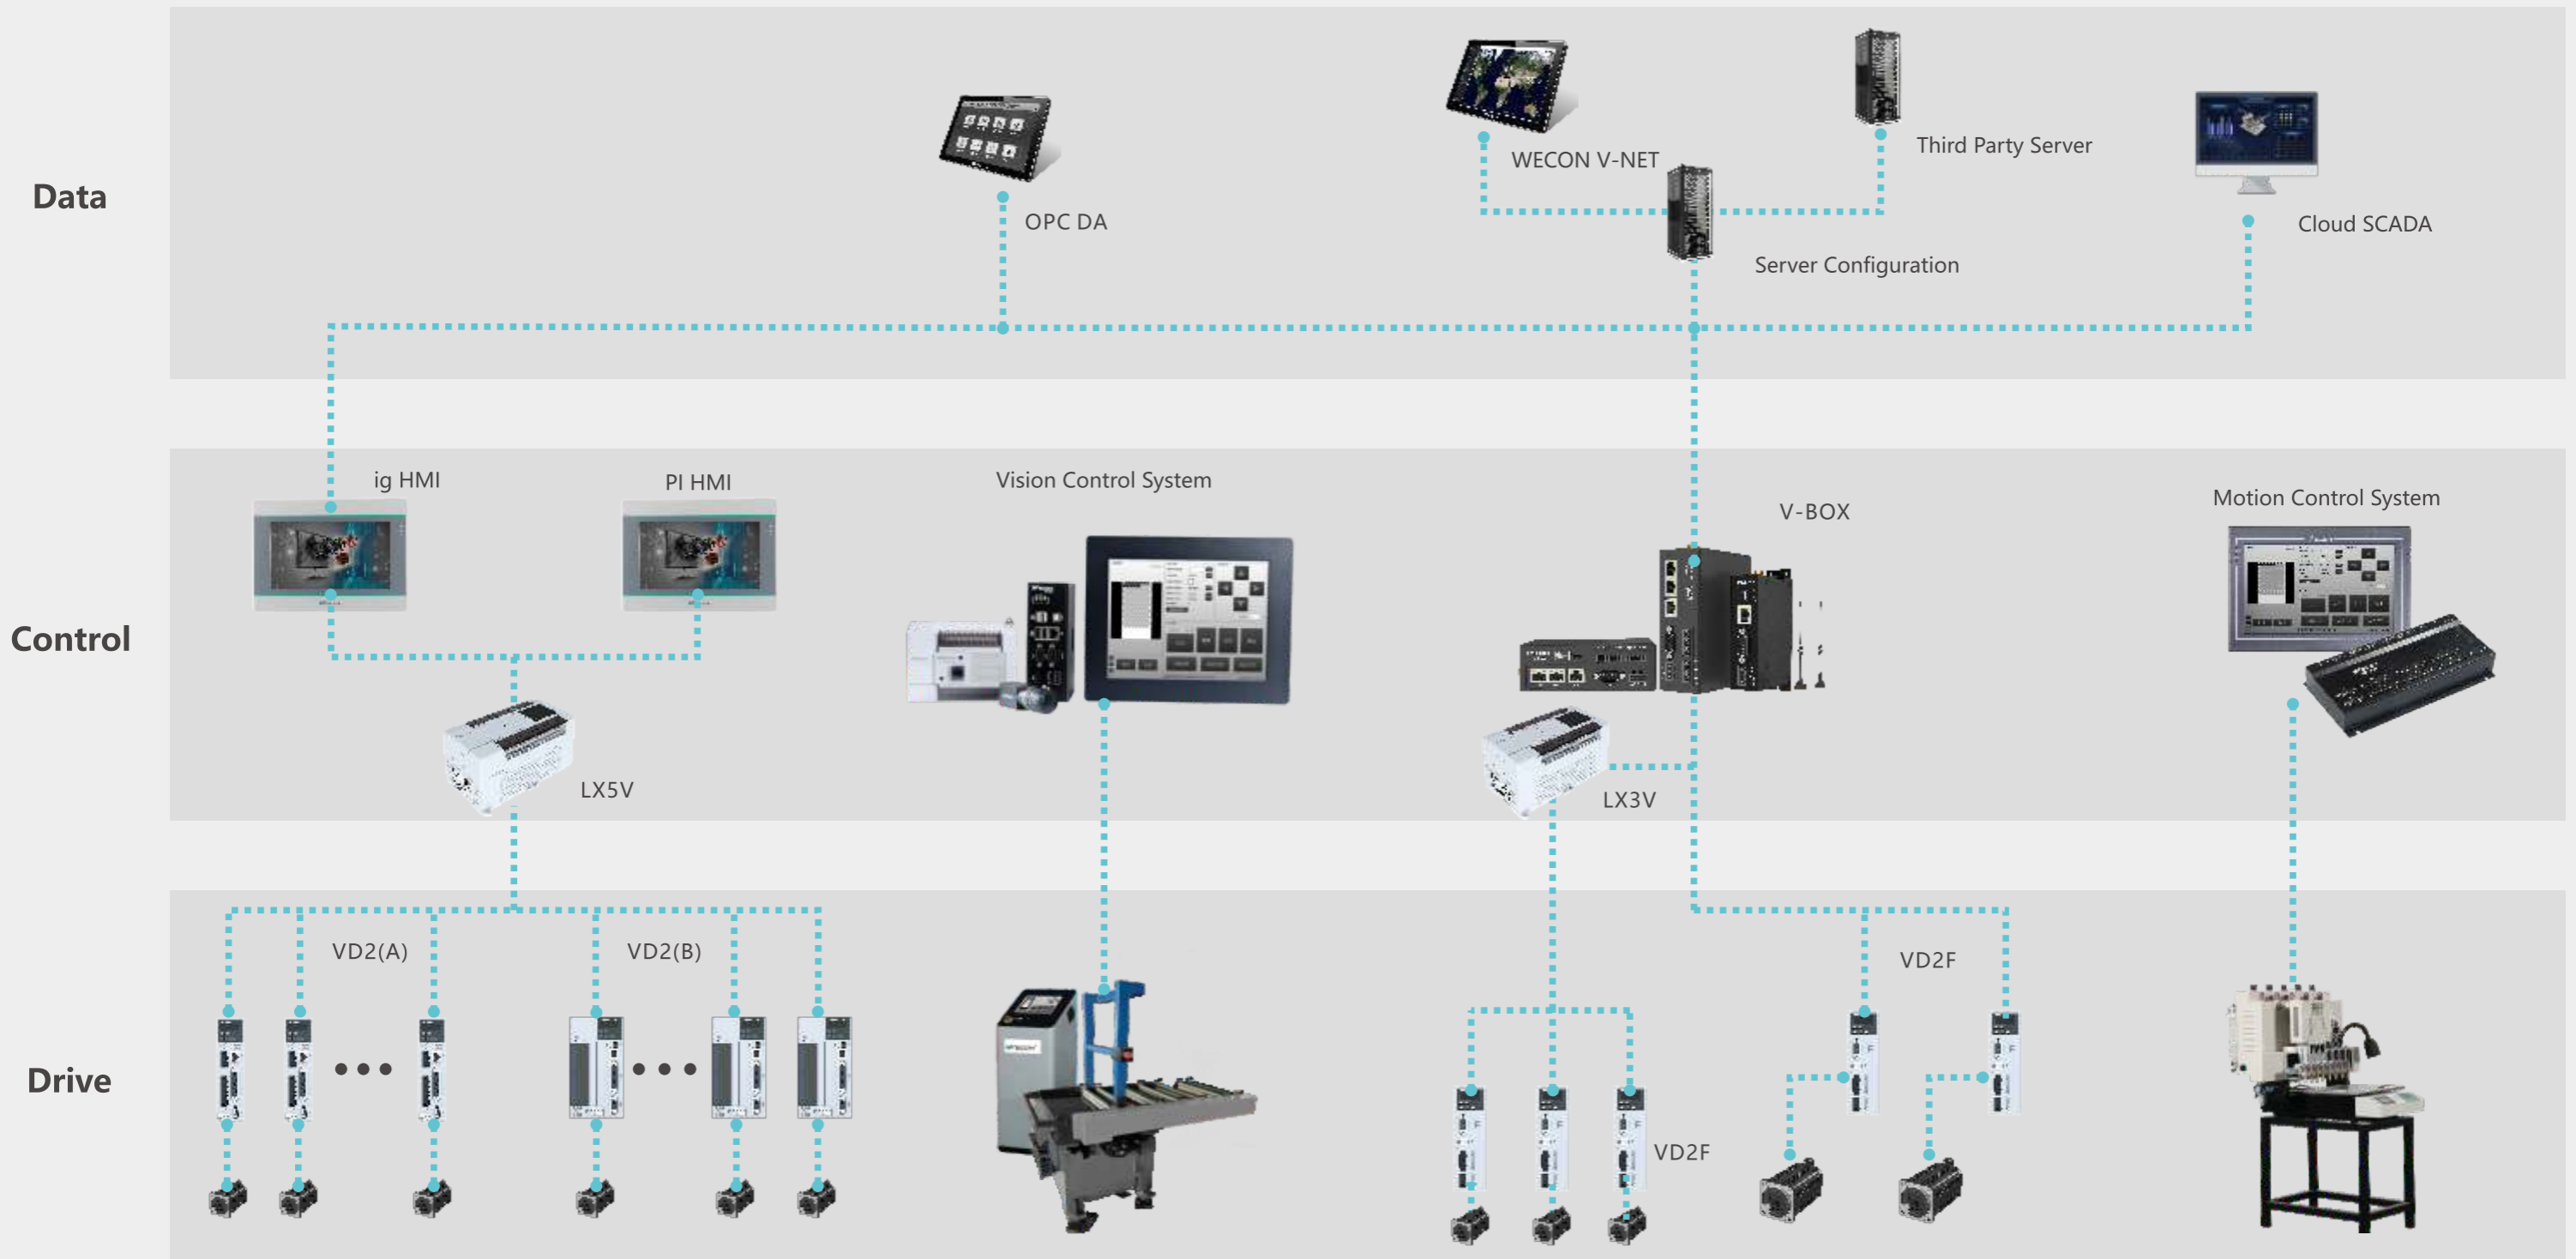 Data
OPC DA
WECON V-NET
Third Party Server
Server Configuration
Cloud SCADA
Control
ig HMI
PI HMI
Vision Control System
V-BOX
Motion Control System
LX5V
LX3V
Drive
VD2(A)
VD2(B)
VD2F
VD2F